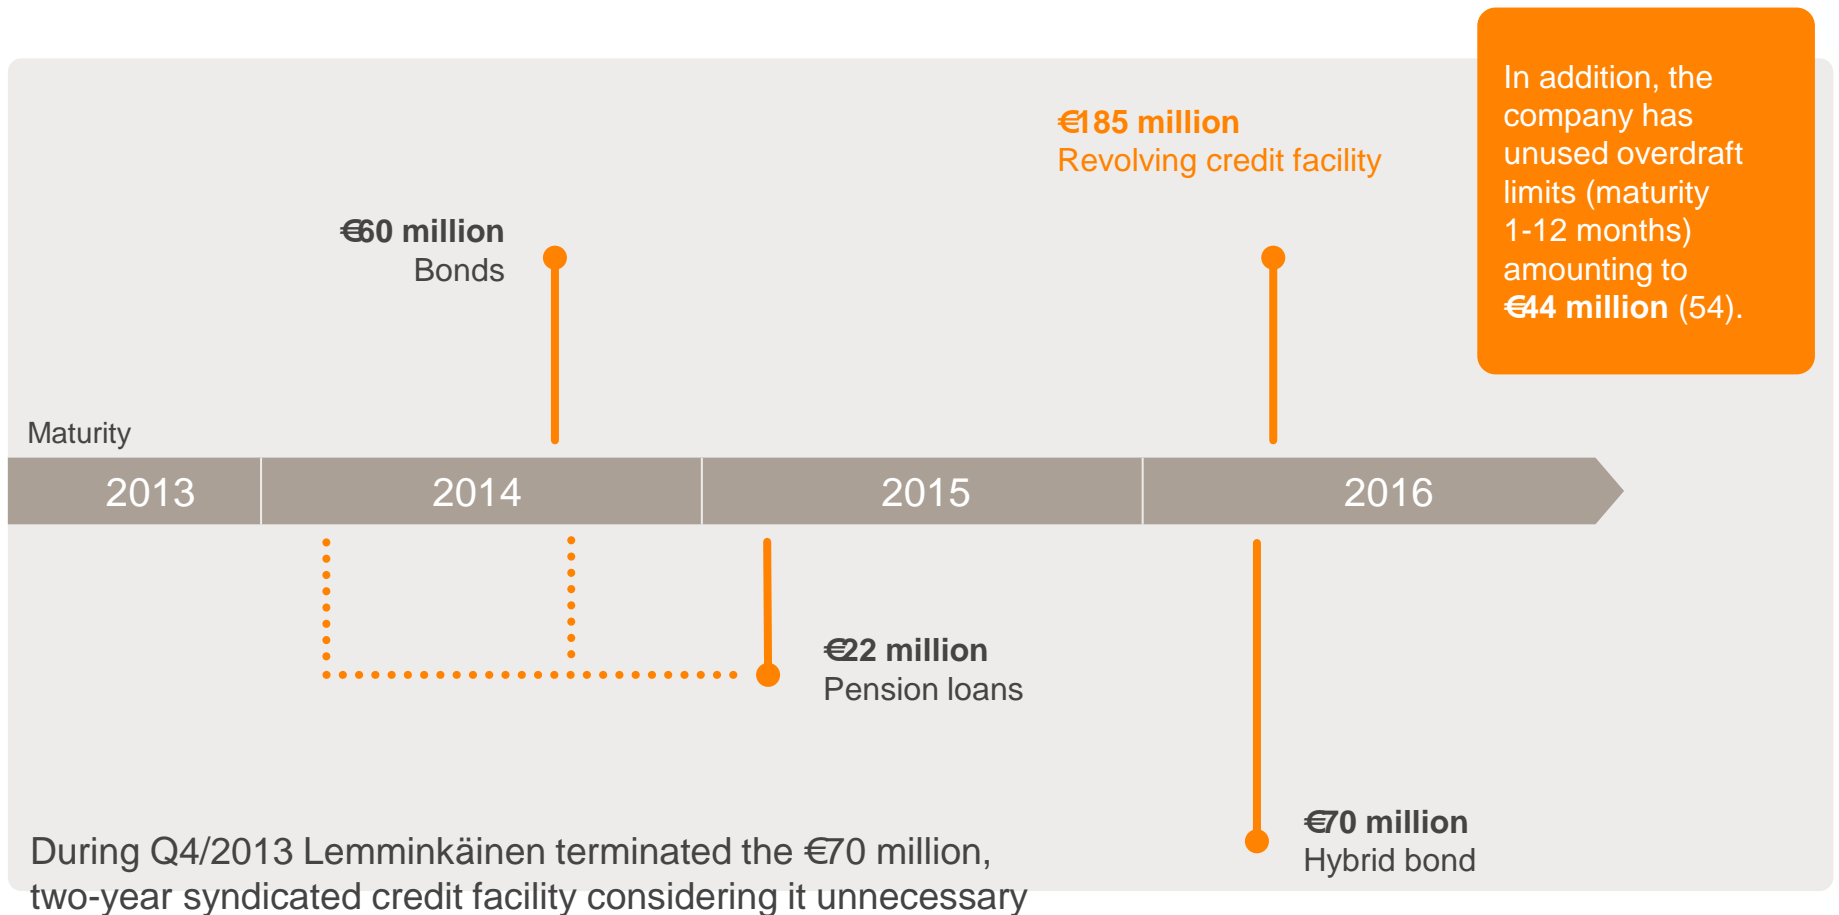 In addition, the
company has
unused overdraft
limits (maturity
1-12 months)
amounting to
€44 million (54).
€185 million
Revolving credit facility
€60 million
Bonds
Maturity
2013 2014 2015 2016
€22 million
Pension loans
€70 million
Hybrid bond
During Q4/2013 Lemminkäinen terminated the €70 million,
two-year syndicated credit facility considering it unnecessary